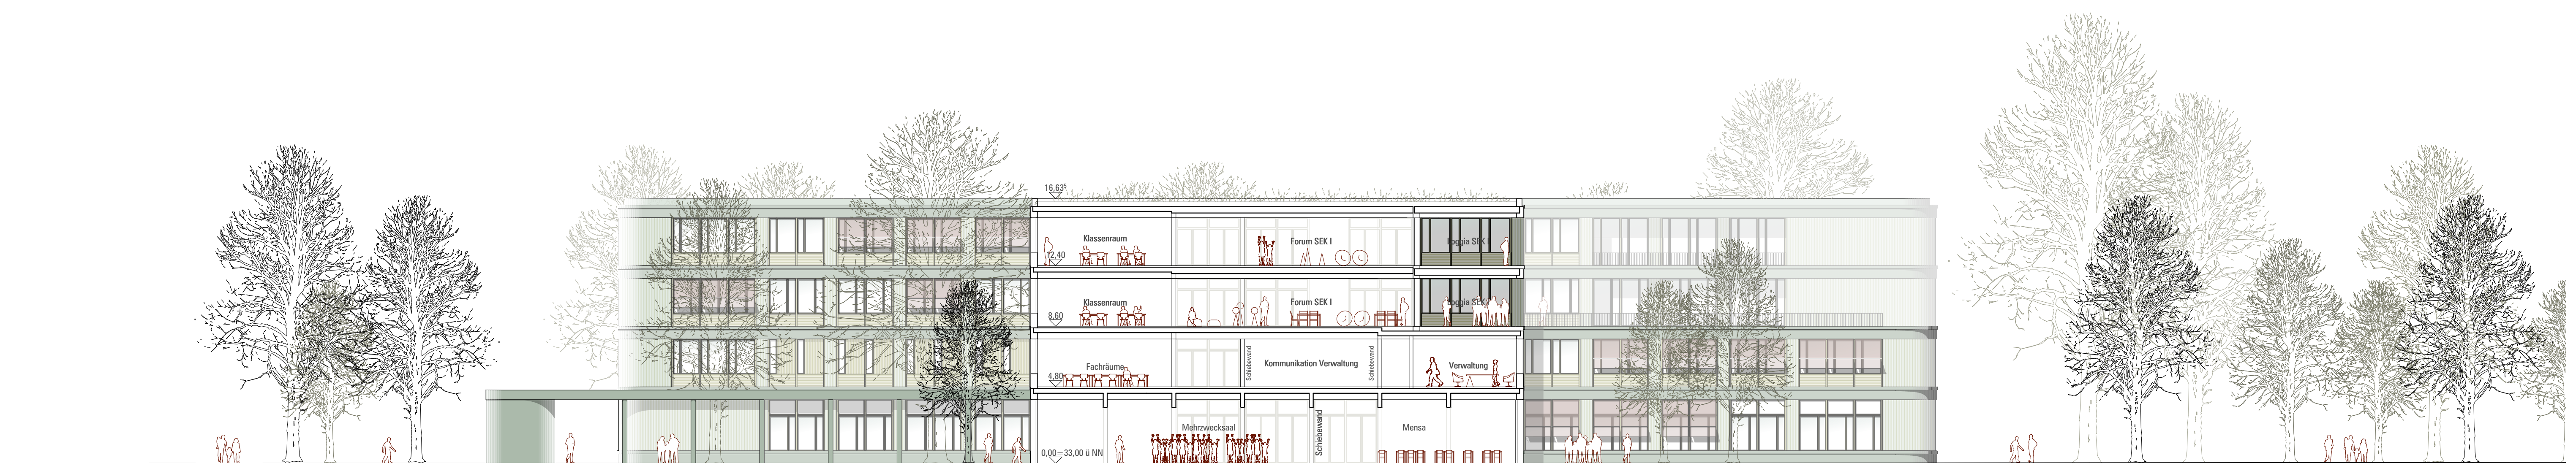 16,63⁵
Klassenraum
Forum SEK I
Loggia SEK I
12,40
Klassenraum
Forum SEK I
Loggia SEK I
8,60
Schiebewand
Kommunikation Verwaltung
Schiebewand
Fachräume
Verwaltung
4,80
Mehrzwecksaal
Schiebewand
Mensa
0,00=33,00 ü NN